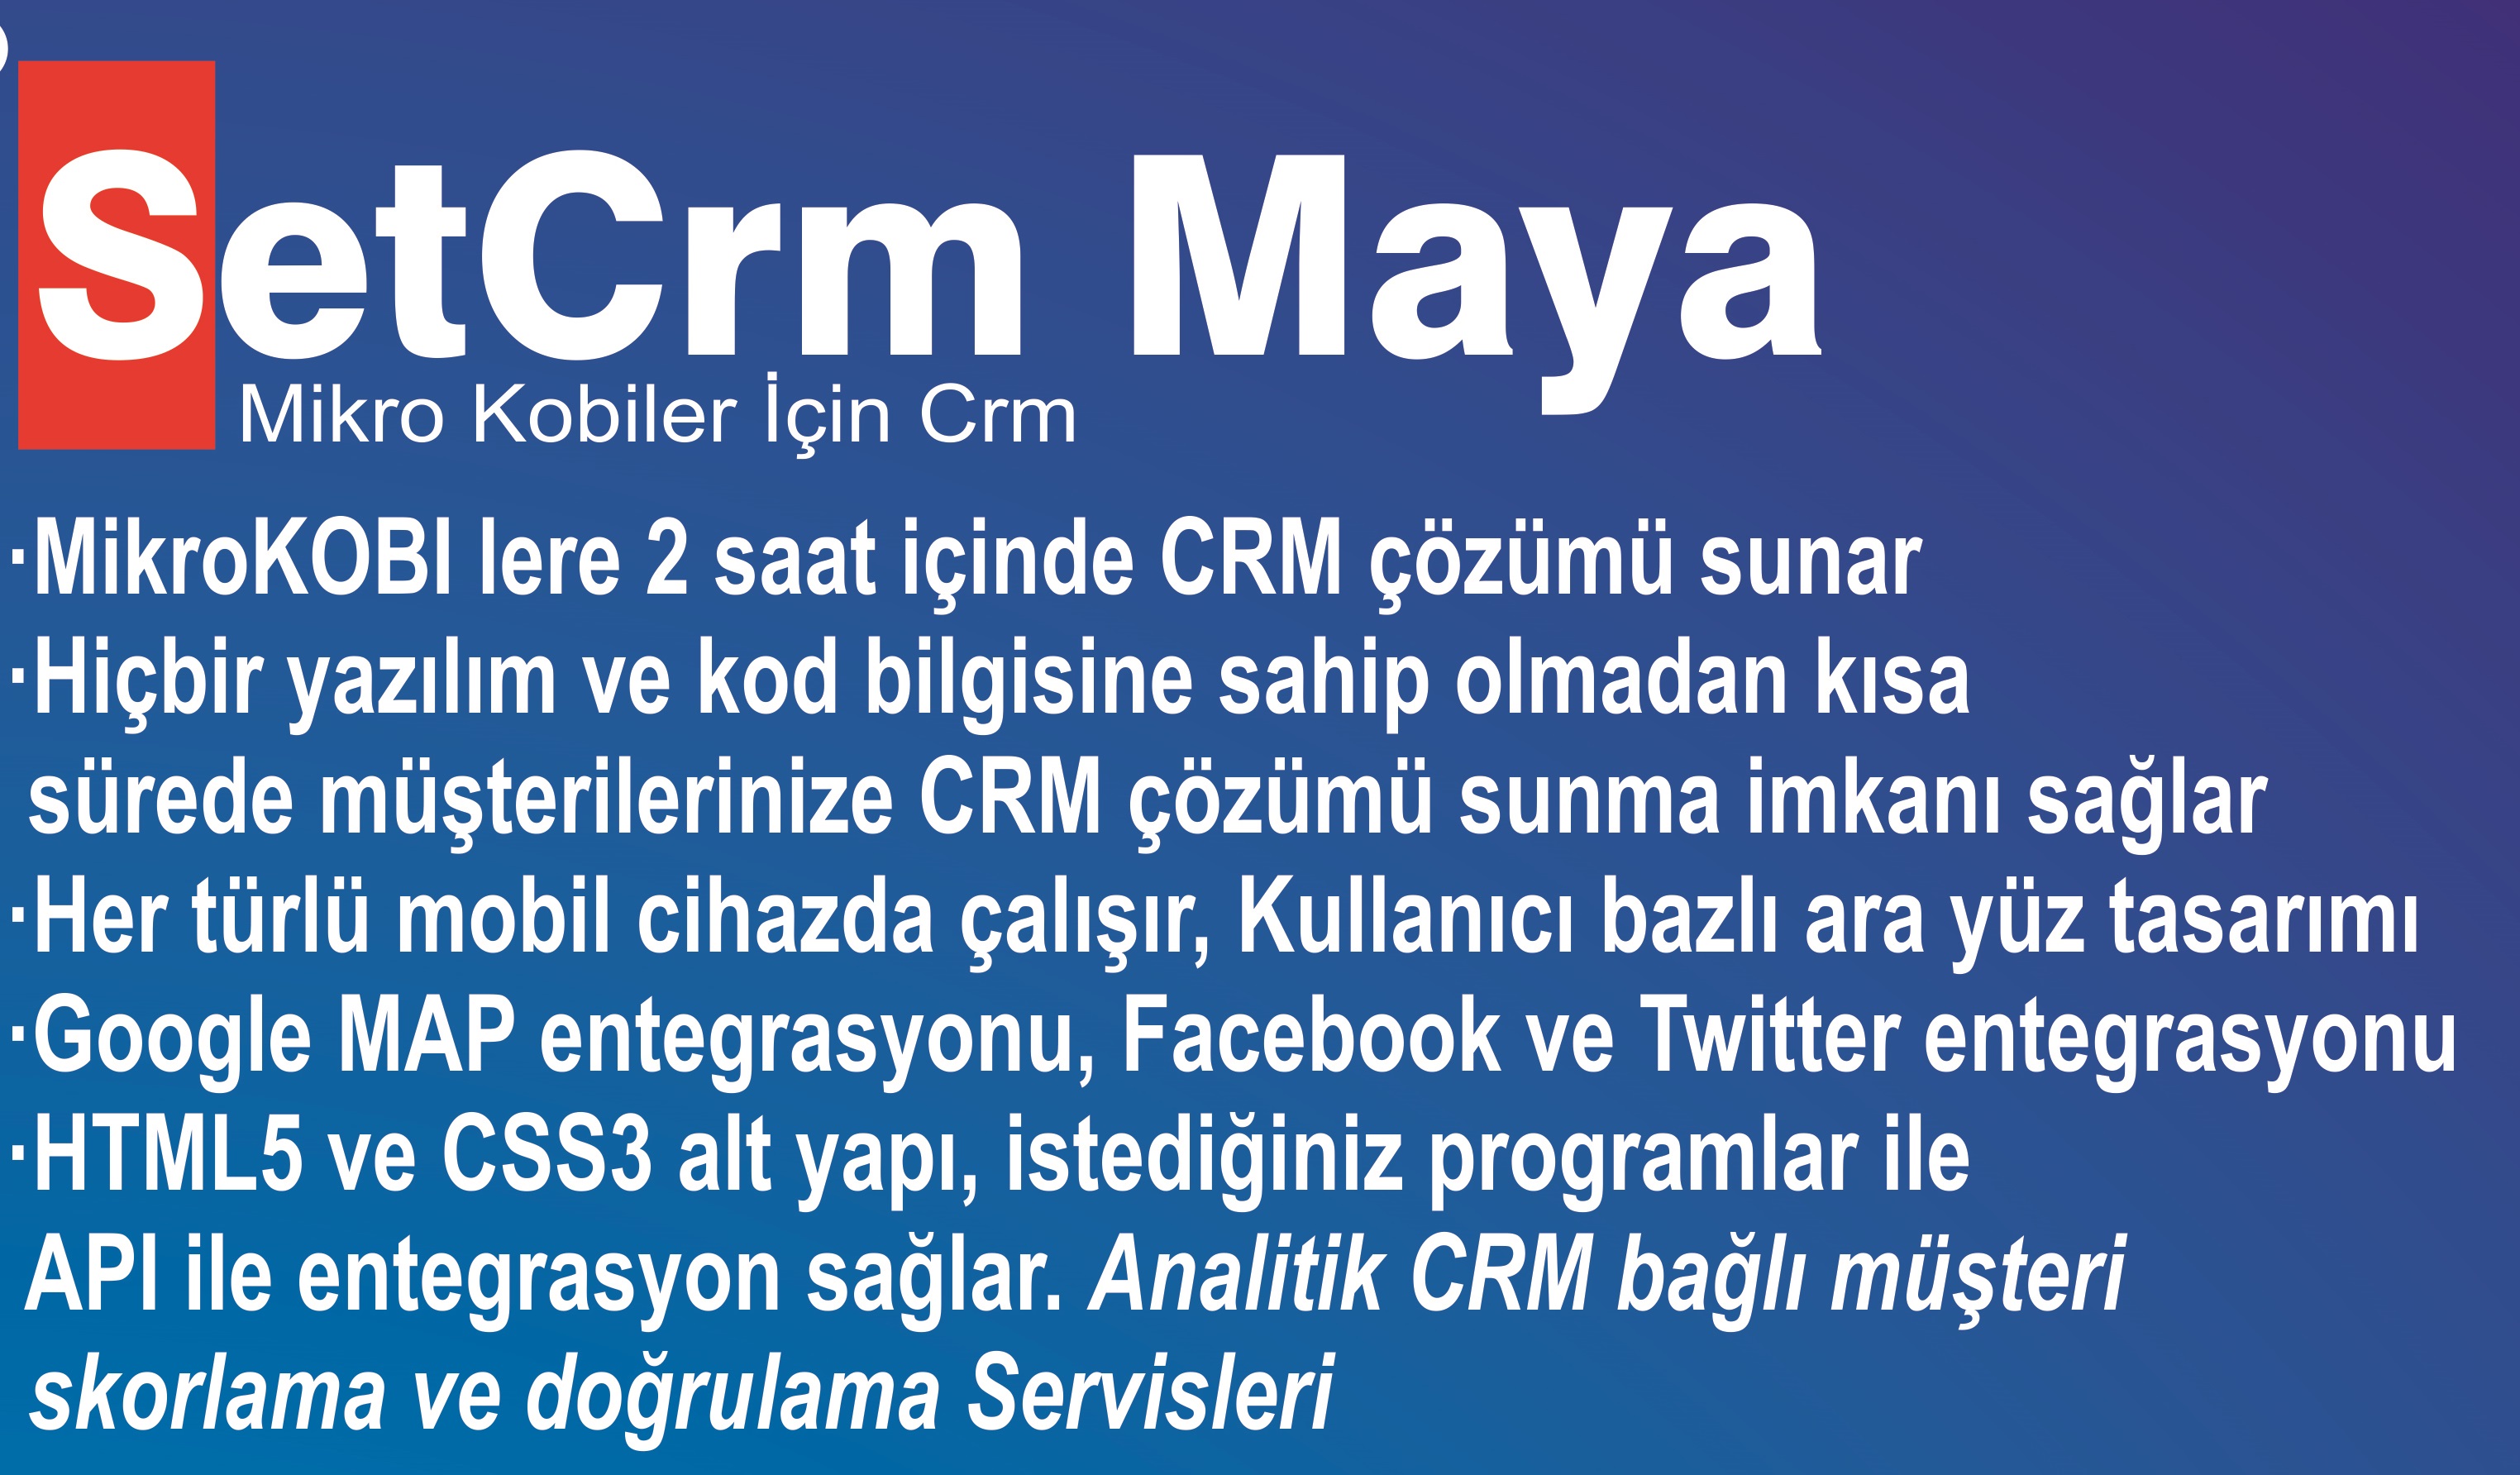 SetCrm Maya
Mikro Kobiler İçin Crm
·MikroKOBI lere 2 saat içinde CRM çözümü sunar
·Hiçbir yazılım ve kod bilgisine sahip olmadan kısa
sürede müşterilerinize CRM çözümü sunma imkanı sağlar
·Her türlü mobil cihazda çalışır, Kullanıcı bazlı ara yüz tasarımı
·Google MAP entegrasyonu, Facebook ve Twitter entegrasyonu
·HTML5 ve CSS3 alt yapı, istediğiniz programlar ile
API ile entegrasyon sağlar. Analitik CRM bağlı müşteri
skorlama ve doğrulama Servisleri